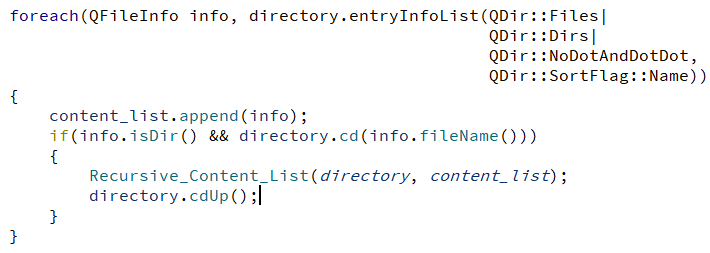 foreach(QFileInfo info, directory.entryInfoList(QDir::Files|
QDir::Dirs|
QDir::NoDotAndDotDot,
QDir::SortFlag::Name))
{
content_list.append(info);
if(info.isDir() && directory.cd(info.fileName()))
{
Recursive_Content_List(directory, content_list);
directory.cdUp();
}
}